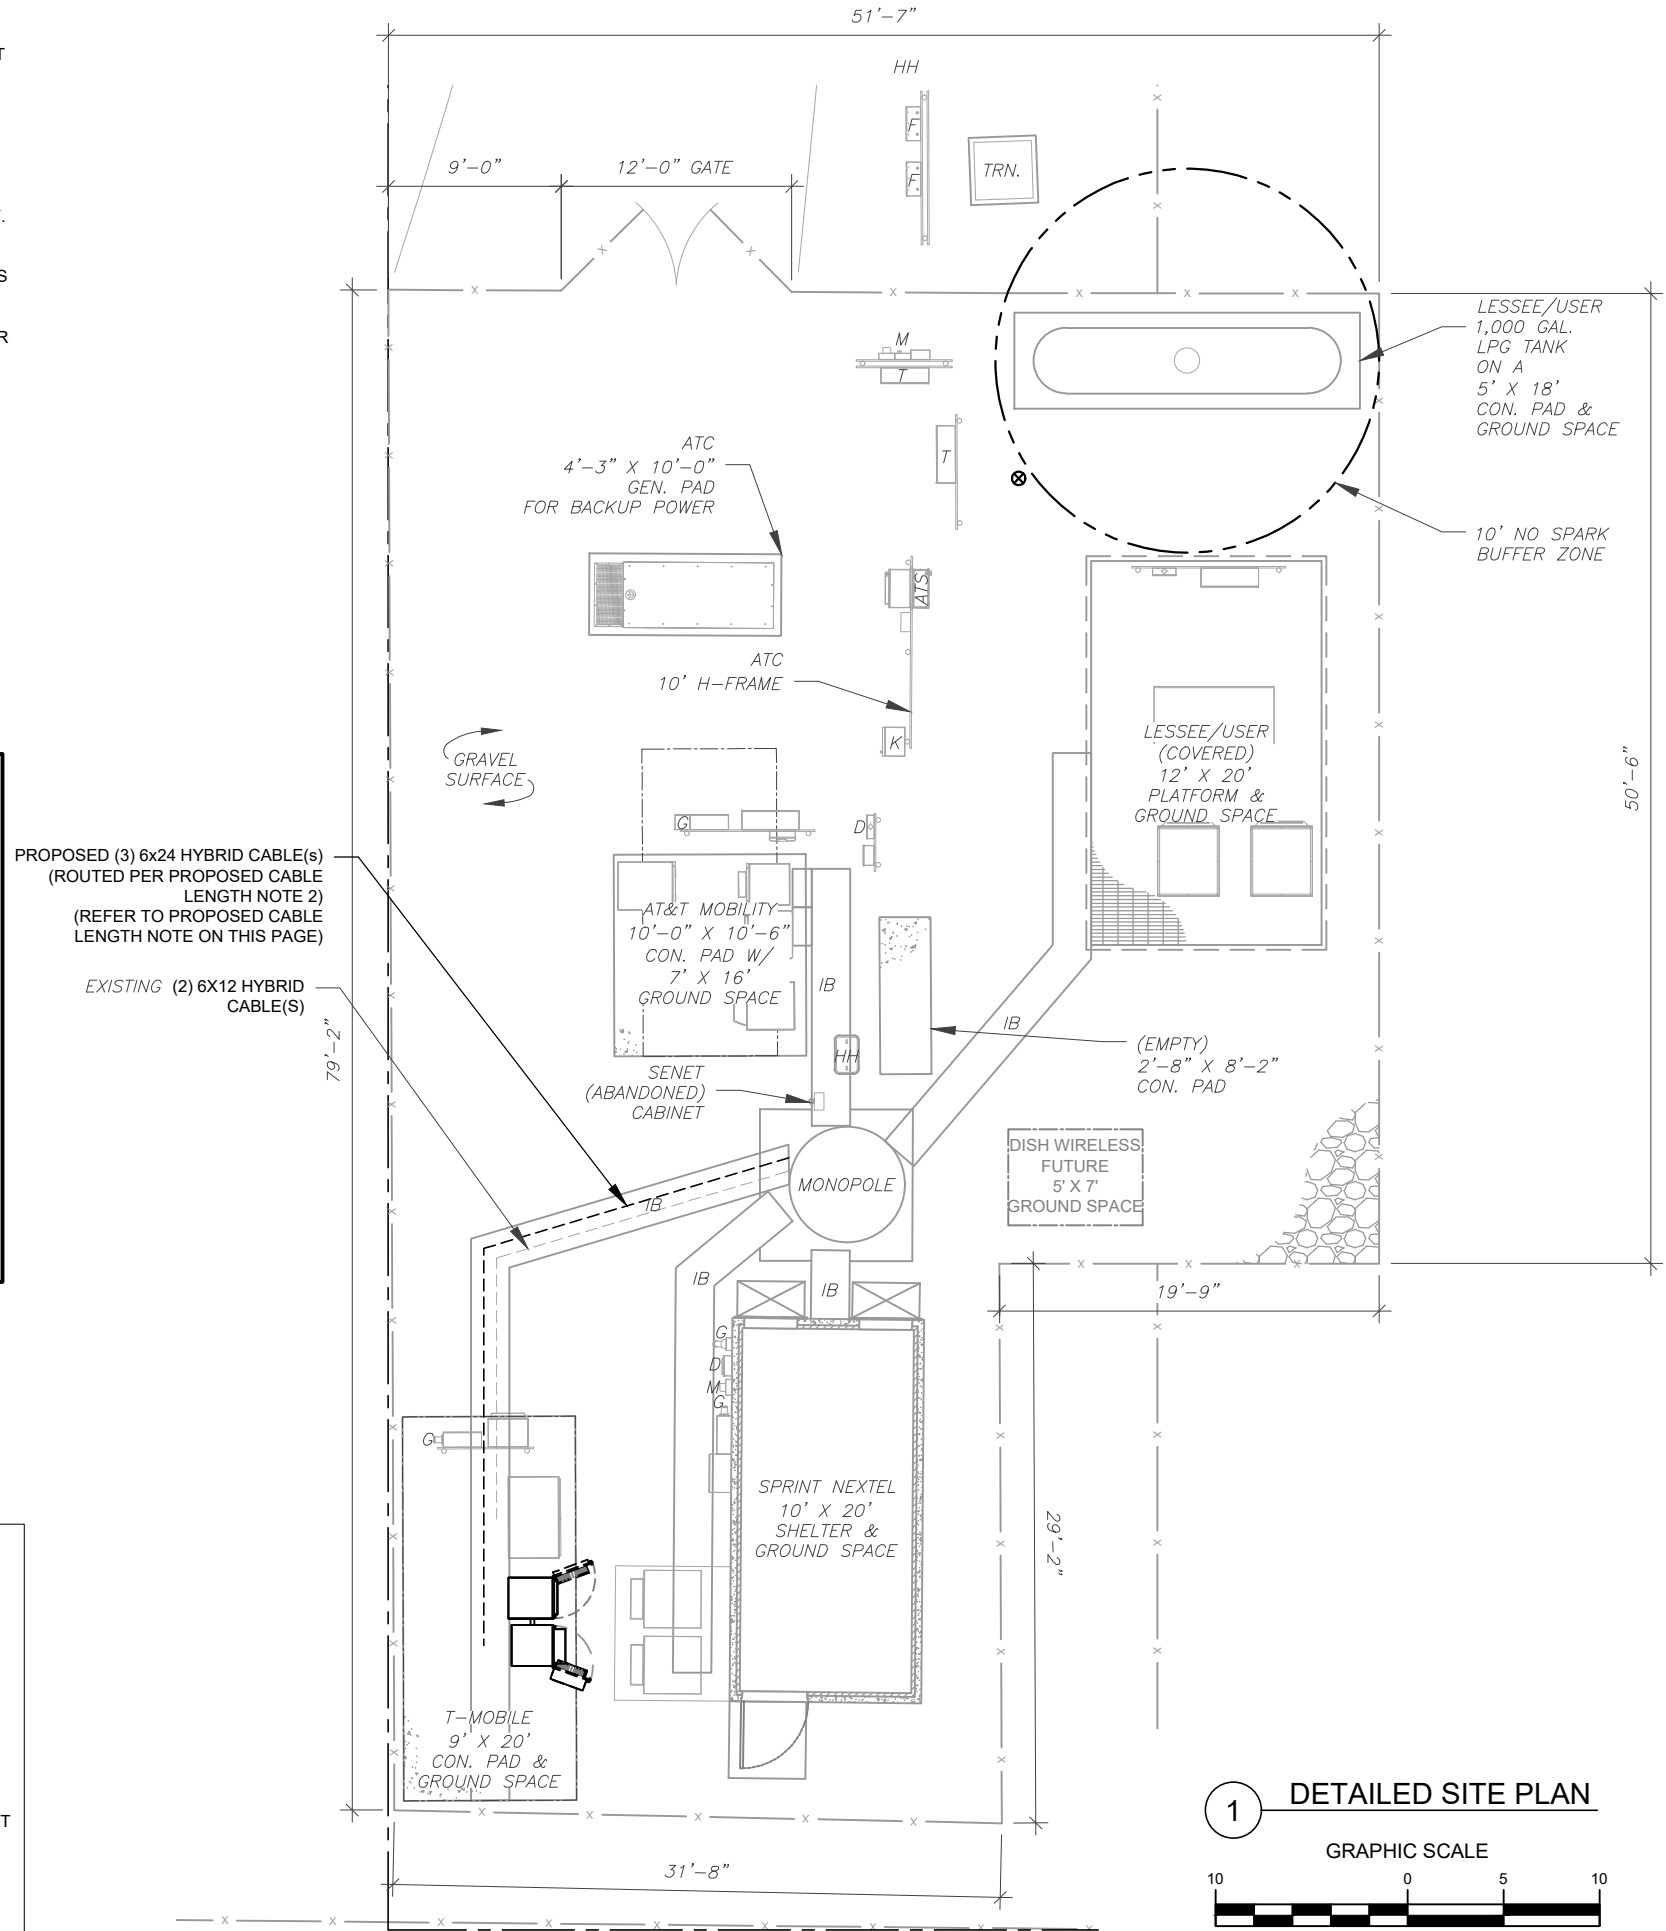 51'-7"
T
HH
F
9'-0"
12'-0" GATE
F
TRN.
.
S
R
LESSEE/USER
1,000 GAL.
LPG TANK
ON A
5' X 18'
CON. PAD &
GROUND SPACE
M
T
ATC
4'-3" X 10'-0"
GEN. PAD
FOR BACKUP POWER
T
10' NO SPARK
BUFFER ZONE
ATS
ATC
10' H-FRAME
K
GRAVEL
SURFACE
LESSEE/USER
(COVERED)
12' X 20'
PLATFORM &
GROUND SPACE
50'-6"
G
D
PROPOSED (3) 6x24 HYBRID CABLE(s)
(ROUTED PER PROPOSED CABLE
LENGTH NOTE 2)
(REFER TO PROPOSED CABLE
LENGTH NOTE ON THIS PAGE)
AT&T MOBILITY
10'-0" X 10'-6"
CON. PAD W/
7' X 16'
GROUND SPACE
EXISTING (2) 6X12 HYBRID
CABLE(S)
IB
IB
79'-2"
HH
(EMPTY)
2'-8" X 8'-2"
CON. PAD
SENET
(ABANDONED)
CABINET
DISH WIRELESS
FUTURE
5' X 7'
GROUND SPACE
MONOPOLE
IB
IB
IB
19'-9"
G
D
M
G
G
SPRINT NEXTEL
10' X 20'
SHELTER &
GROUND SPACE
29'-2"
T-MOBILE
9' X 20'
CON. PAD &
GROUND SPACE
T
1
DETAILED SITE PLAN
GRAPHIC SCALE
31'-8"
10 0 5 10